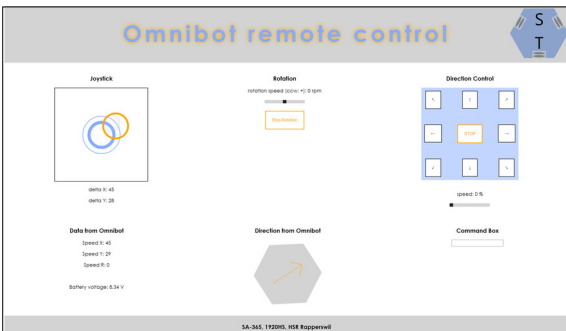 Omnibot remote control
S
T
Joystick
Rotation
Direction Control
rotation speed (ccw: +): 0 rpm
Stop Rotation
STOP
delta X: 45
delta Y: 28
speed: 0 %
Data from Omnibot
Direction from Omnibot
Command Box
Speed X: 45
Speed Y: 29
Speed R: 0
Battery voltage: 8.34 V
SA-365, 1920HS, HSR Rapperswil